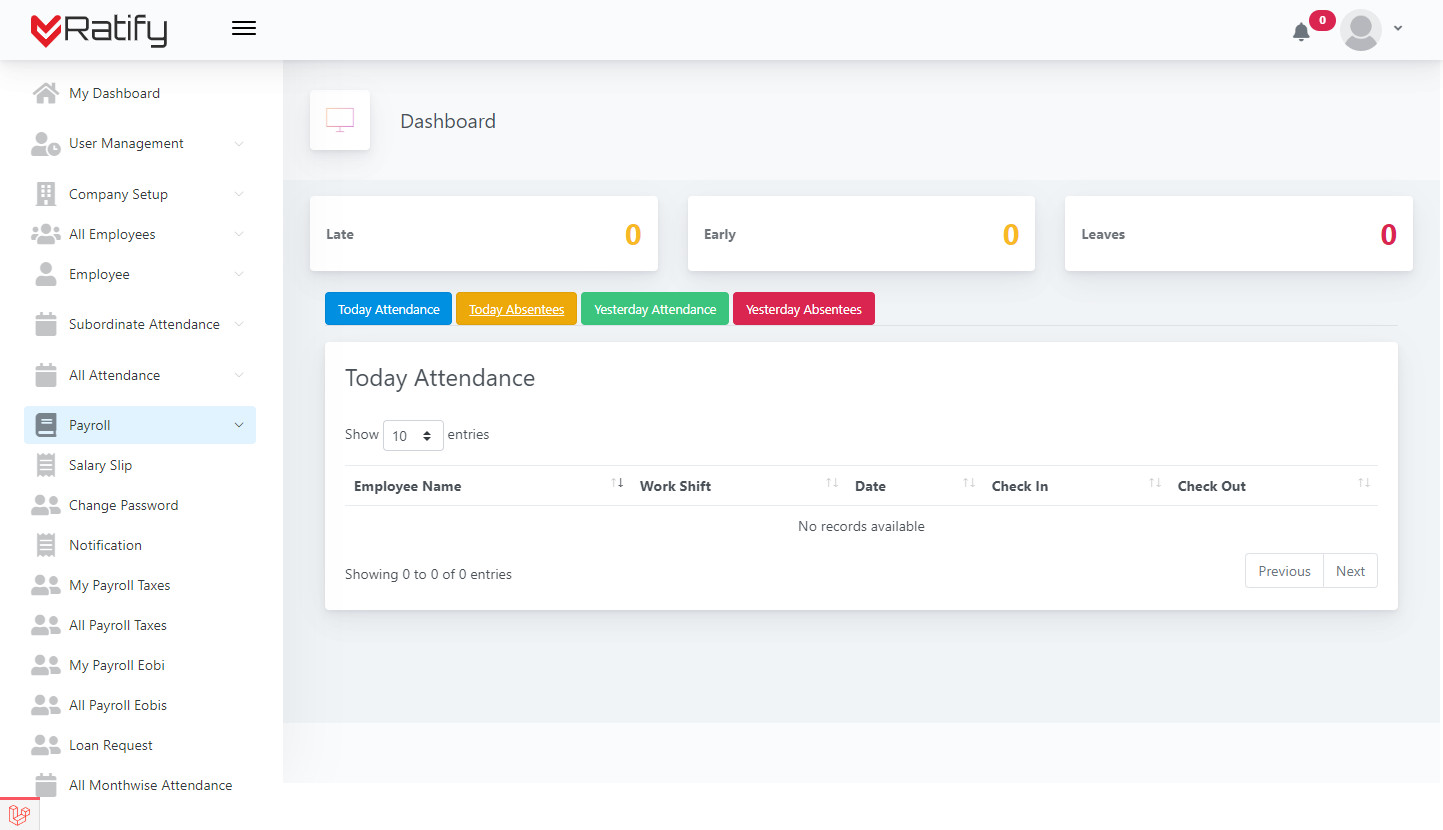 Ratify
0
My Dashboard
User Management
Company Setup
All Employees
Employee
Subordinate Attendance
All Attendance
Payroll
Salary Slip
Change Password
Notification
My Payroll Taxes
All Payroll Taxes
My Payroll Eobi
All Payroll Eobis
Loan Request
All Monthwise Attendance
Dashboard
Late 0
Early 0
Leaves 0
Today Attendance Today Absentees Yesterday Attendance Yesterday Absentees
Today Attendance
Show 10 entries
Employee Name Work Shift Date Check In Check Out
No records available
Showing 0 to 0 of 0 entries
Previous Next